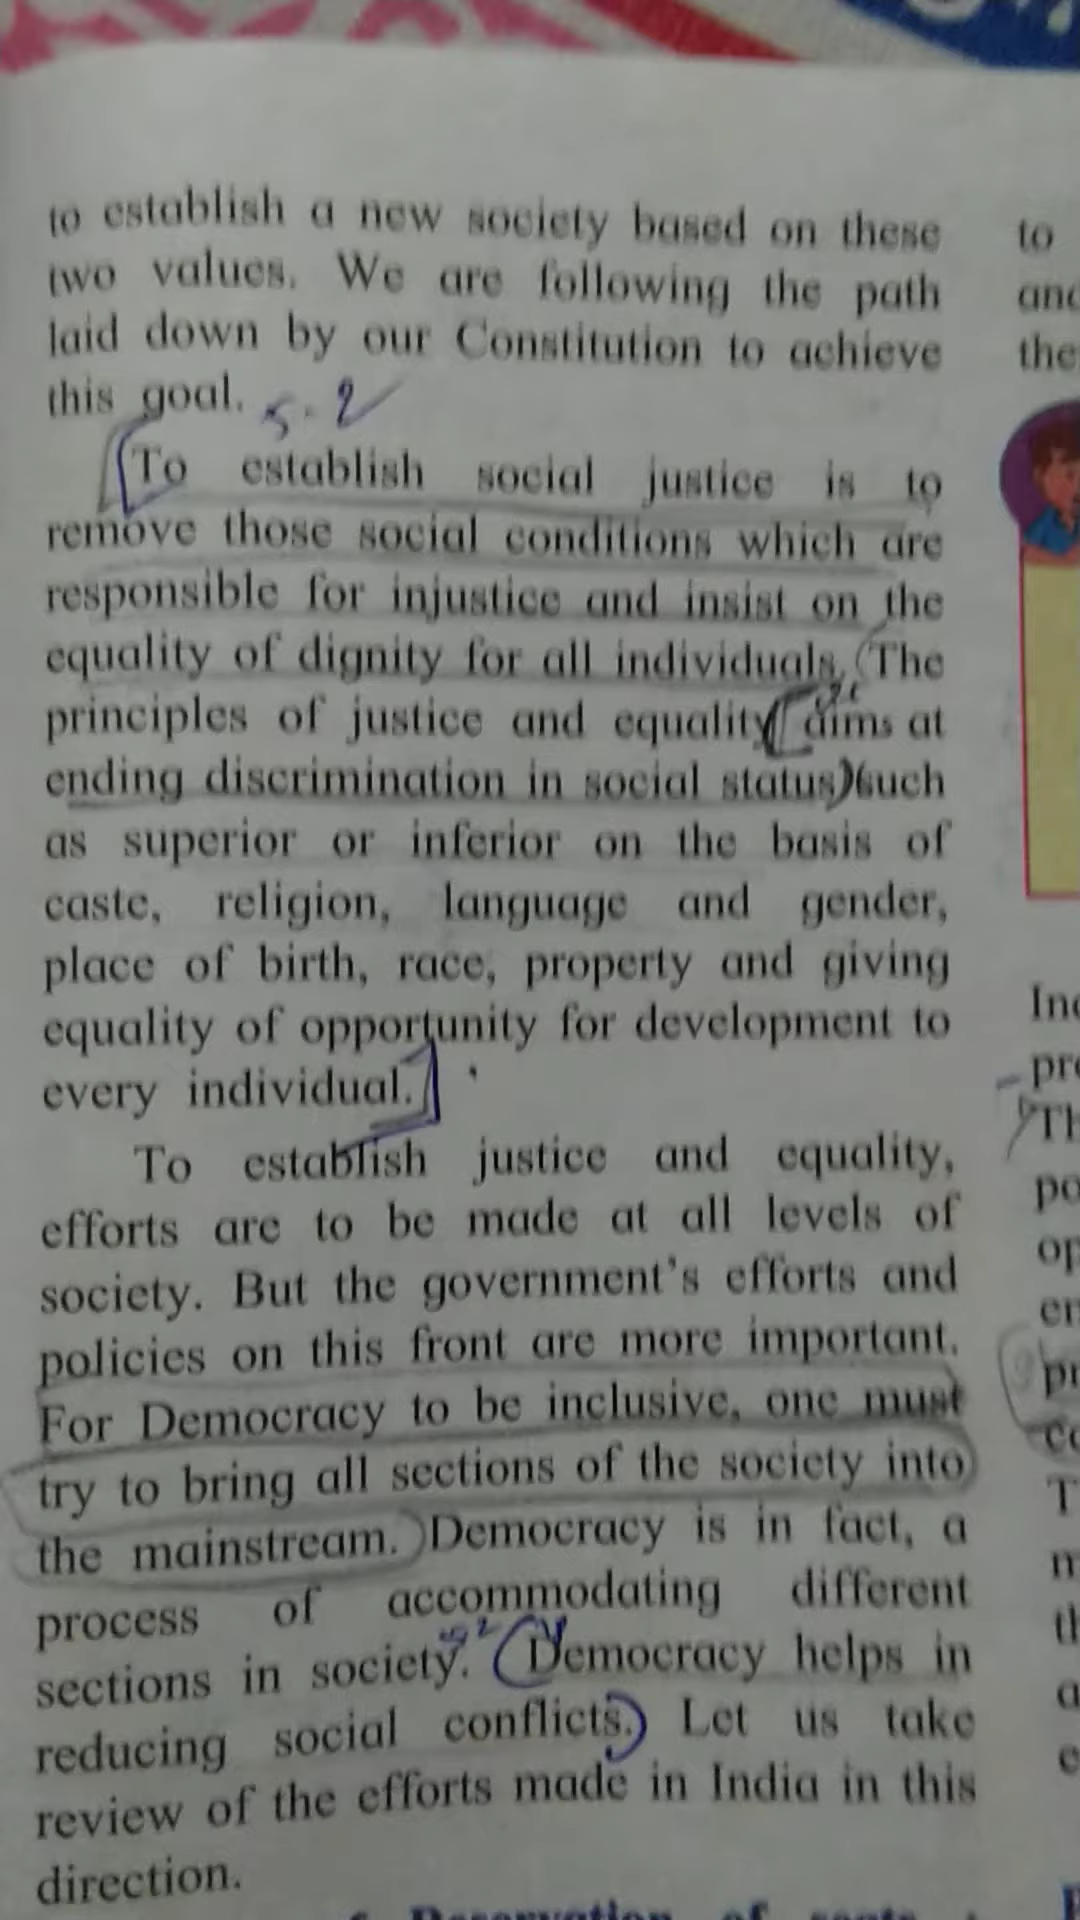 to establish a new society based on these
two values. We are following the path
laid down by our Constitution to achieve
this goal.
5.2
To establish social justice is to
remove those social conditions which are
responsible for injustice and insist on the
equality of dignity for all individuals. (The
principles of justice and equality [aims at
ending discrimination in social status) such
as superior or inferior on the basis of
caste, religion, language and gender,
place of birth, race, property and giving
equality of opportunity for development to
every individual.]
To establish justice and equality,
efforts are to be made at all levels of
society. But the government's efforts and
policies on this front are more important.
For Democracy to be inclusive, one must
try to bring all sections of the society into
the mainstream.) Democracy is in fact, a
process of accommodating different
sections in society. (Democracy helps in
reducing social conflicts.) Let us take
review of the efforts made in India in this
direction.
Reservation of seats :
to
and
the
Th